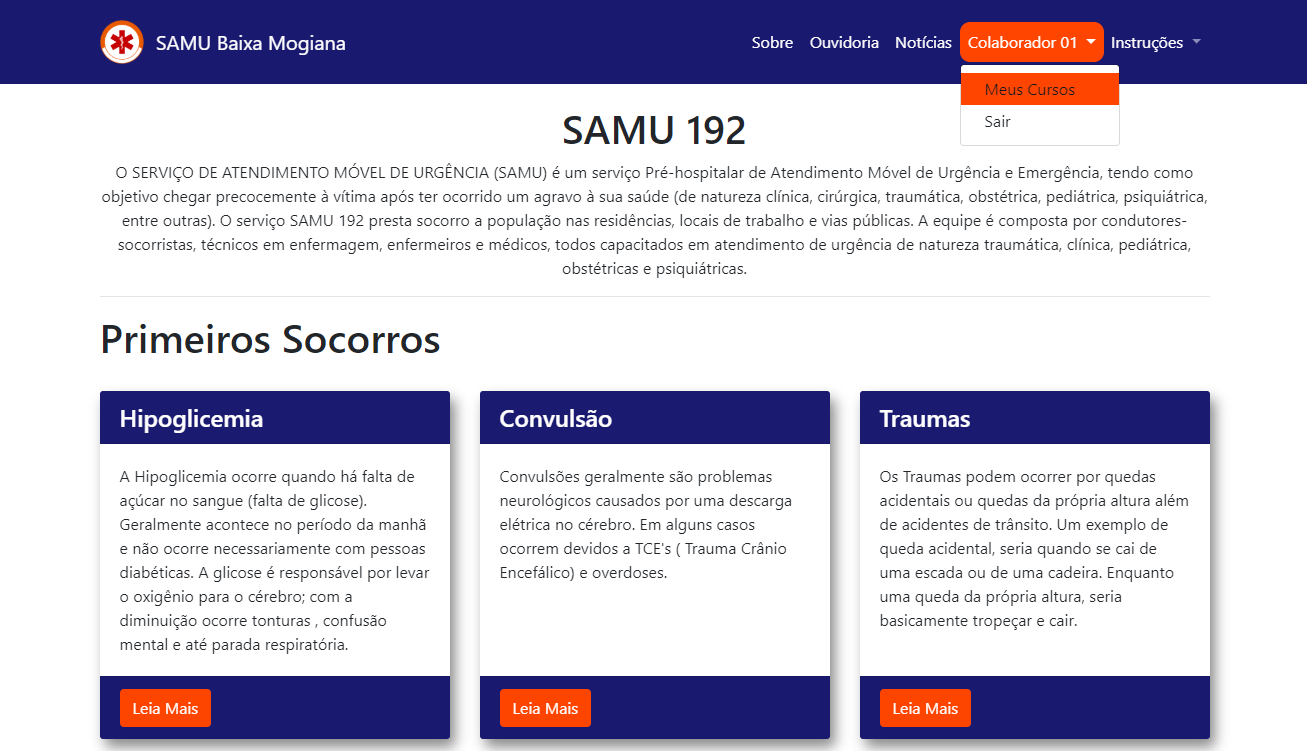 SAMU Baixa Mogiana
Sobre
Ouvidoria
Notícias
Colaborador 01
Instruções
Meus Cursos
Sair
SAMU 192
O SERVIÇO DE ATENDIMENTO MÓVEL DE URGÊNCIA (SAMU) é um serviço Pré-hospitalar de Atendimento Móvel de Urgência e Emergência, tendo como
objetivo chegar precocemente à vítima após ter ocorrido um agravo à sua saúde (de natureza clínica, cirúrgica, traumática, obstétrica, pediátrica, psiquiátrica,
entre outras). O serviço SAMU 192 presta socorro a população nas residências, locais de trabalho e vias públicas. A equipe é composta por condutores-
socorristas, técnicos em enfermagem, enfermeiros e médicos, todos capacitados em atendimento de urgência de natureza traumática, clínica, pediátrica,
obstétricas e psiquiátricas.
Primeiros Socorros
Hipoglicemia
A Hipoglicemia ocorre quando há falta de
açúcar no sangue (falta de glicose).
Geralmente acontece no período da manhã
e não ocorre necessariamente com pessoas
diabéticas. A glicose é responsável por levar
o oxigênio para o cérebro; com a
diminuição ocorre tonturas , confusão
mental e até parada respiratória.
Leia Mais
Convulsão
Convulsões geralmente são problemas
neurológicos causados por uma descarga
elétrica no cérebro. Em alguns casos
ocorrem devidos a TCE's ( Trauma Crânio
Encefálico) e overdoses.
Leia Mais
Traumas
Os Traumas podem ocorrer por quedas
acidentais ou quedas da própria altura além
de acidentes de trânsito. Um exemplo de
queda acidental, seria quando se cai de
uma escada ou de uma cadeira. Enquanto
uma queda da própria altura, seria
basicamente tropeçar e cair.
Leia Mais